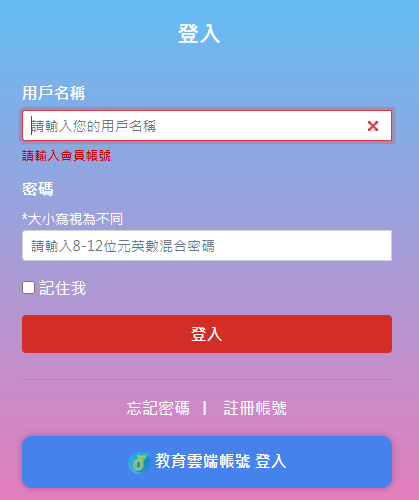 登入
用戶名稱
請輸入您的用戶名稱
請輸入會員帳號
密碼
*大小寫視為不同
請輸入8-12位元英數混合密碼
記住我
登入
忘記密碼 | 註冊帳號
教育雲端帳號 登入